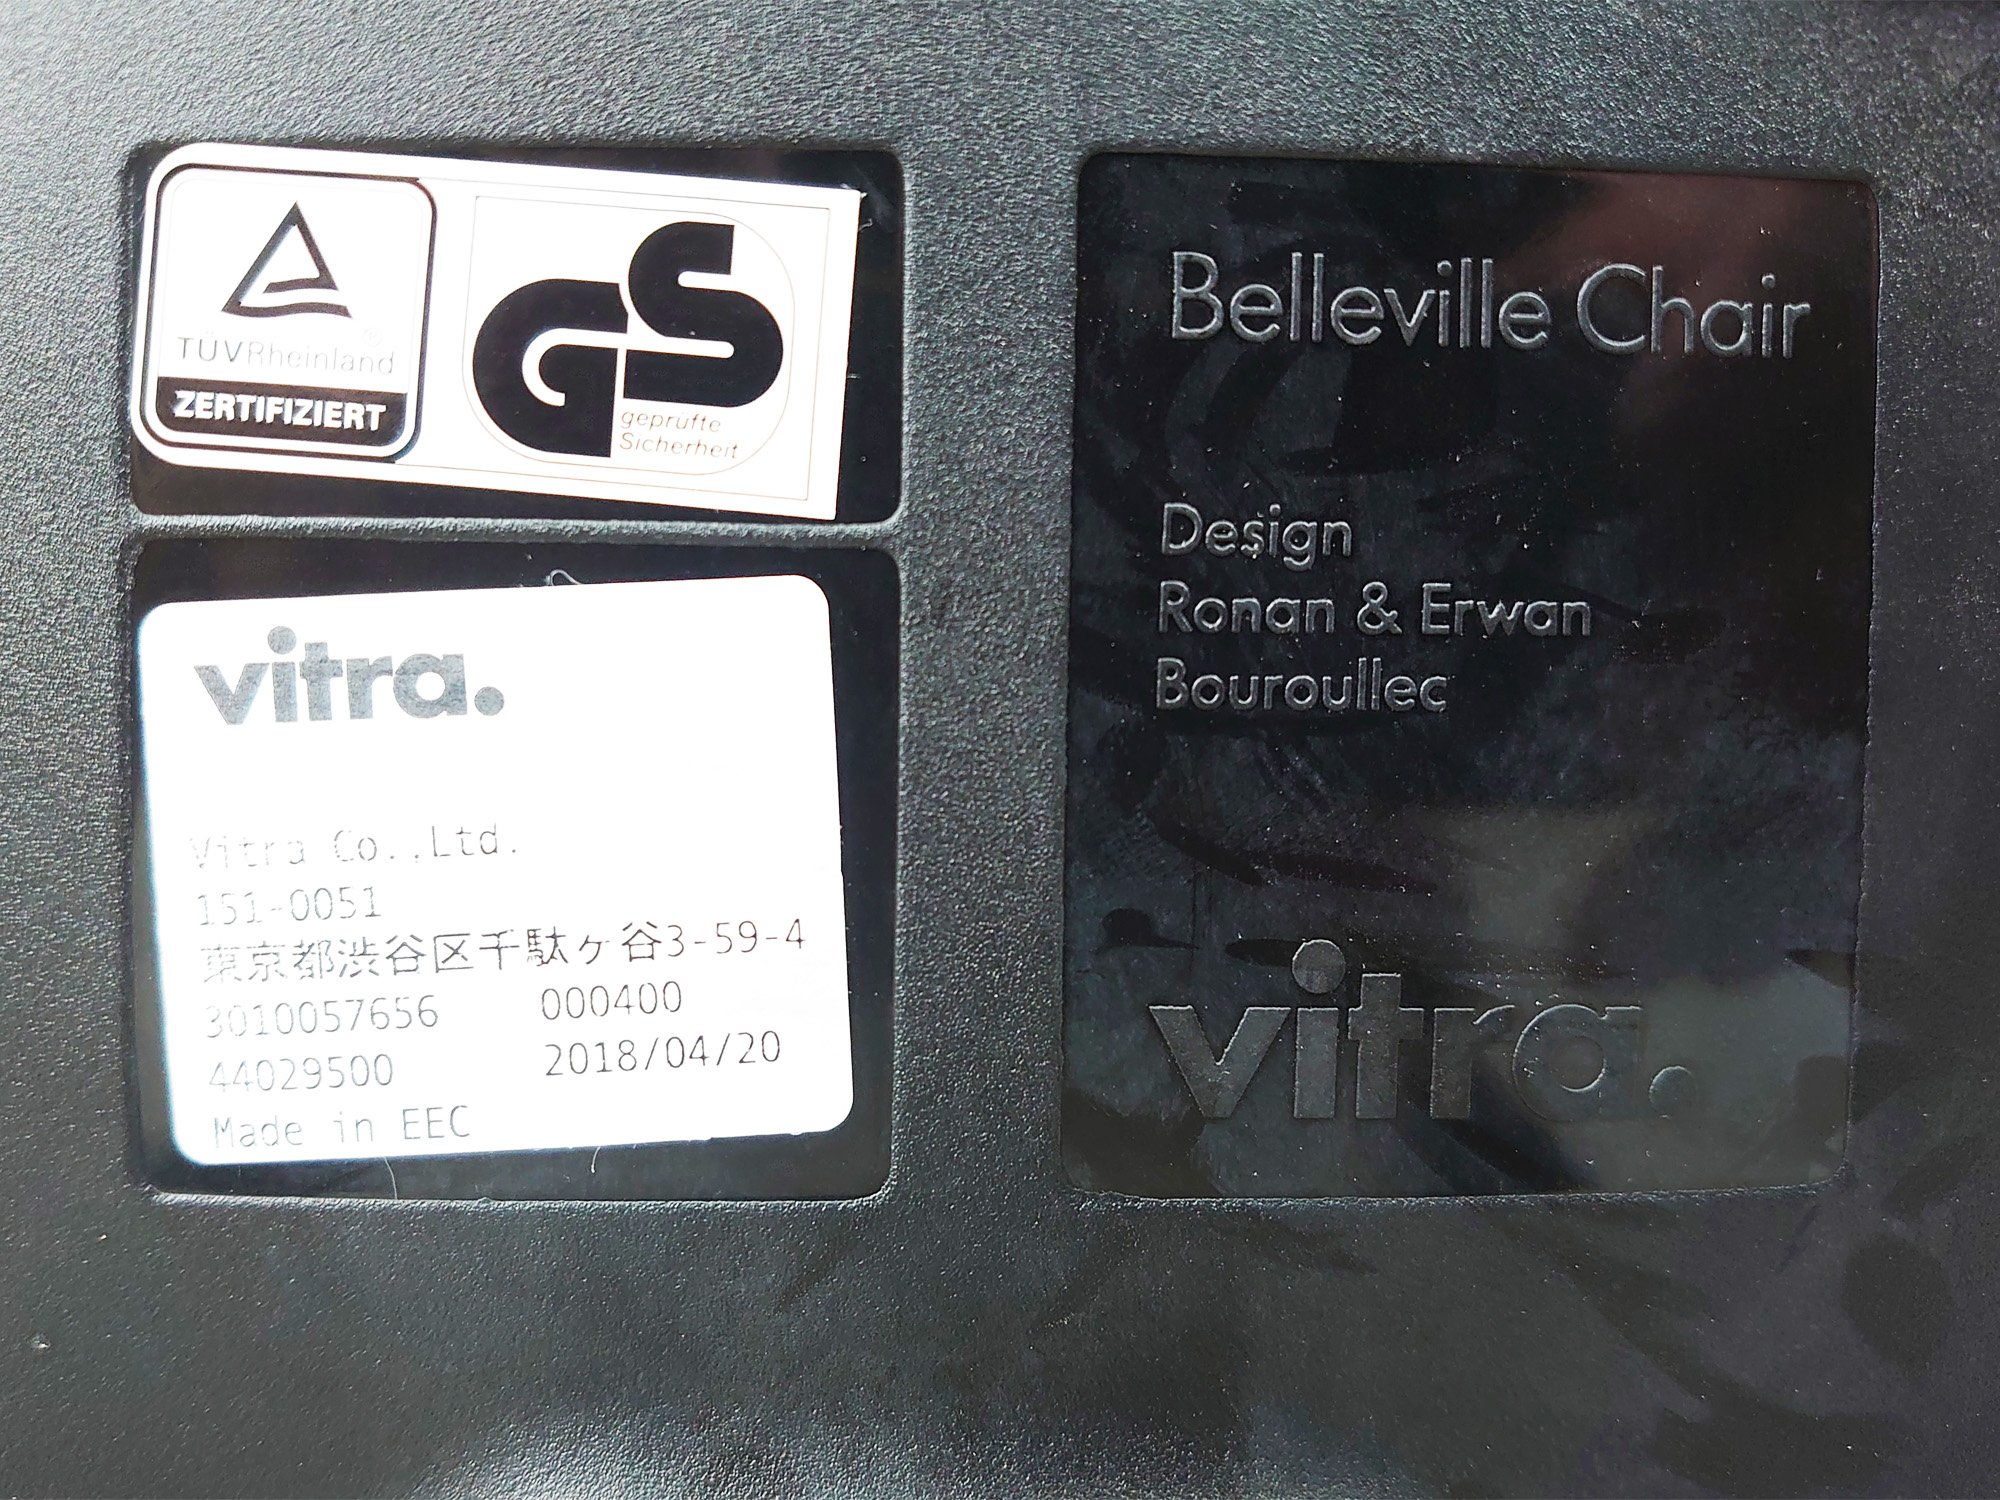 TÜVRheinland®
ZERTIFIZIERT
GS
geprüfte
Sicherheit
vitra.
Vitra Co.,Ltd.
151-0051
東京都渋谷区千駄ヶ谷3-59-4
3010057656 000400
44029500 2018/04/20
Made in EEC
Belleville Chair
Design
Ronan & Erwan
Bouroullec
vitra.